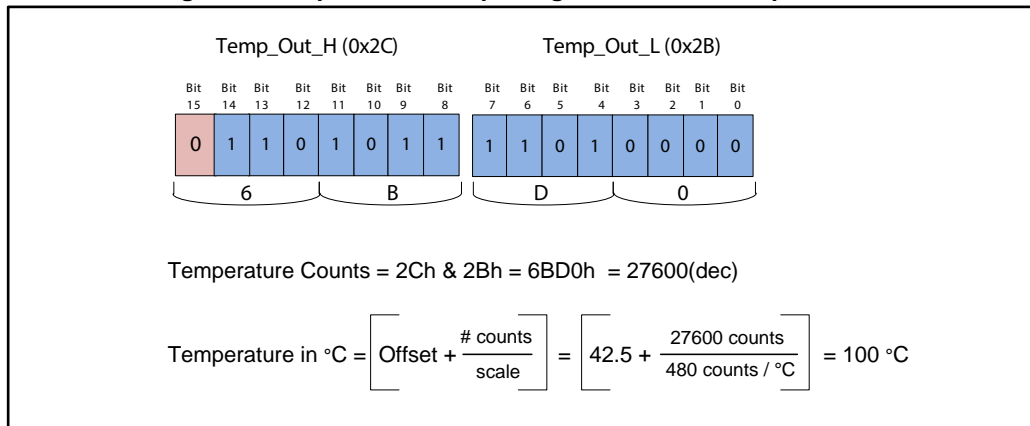 Temp_Out_H (0x2C) Temp_Out_L (0x2B)
Bit Bit Bit Bit Bit Bit Bit Bit Bit Bit Bit Bit Bit Bit Bit Bit
15 14 13 12 11 10 9 8 7 6 5 4 3 2 1 0
0 1 1 0 1 0 1 1 1 1 0 1 0 0 0 0
6 B D 0
Temperature Counts = 2Ch & 2Bh = 6BD0h = 27600(dec)
Temperature in °C = [Offset + # counts / scale] = [42.5 + 27600 counts / 480 counts / °C] = 100 °C